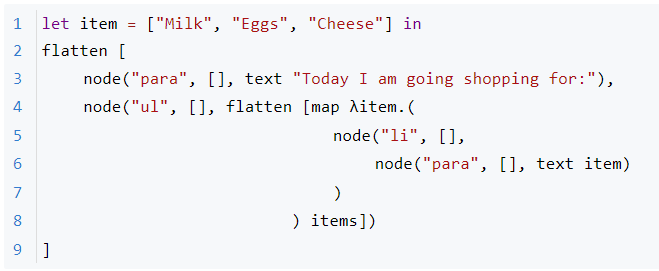 1 let item = ["Milk", "Eggs", "Cheese"] in
2 flatten [
3 node("para", [], text "Today I am going shopping for:"),
4 node("ul", [], flatten [map λitem.(
5 node("li", [],
6 node("para", [], text item)
7 )
8 ) items])
9 ]